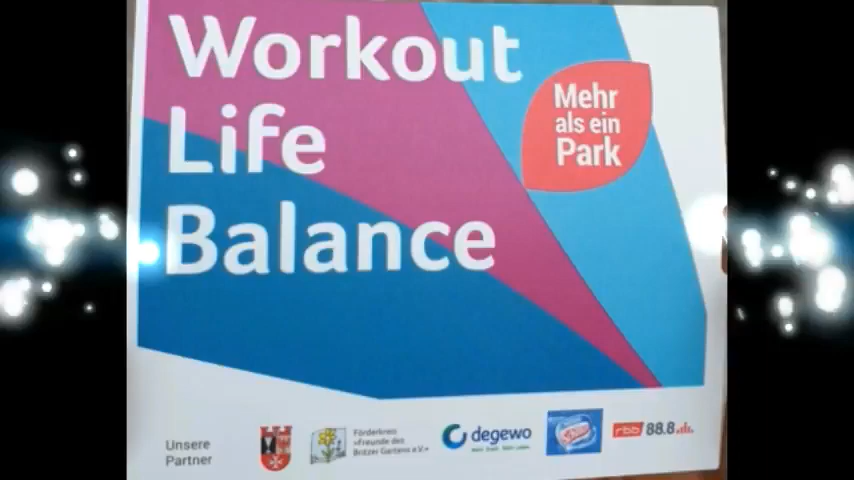 Workout
Life
Balance
Mehr
als ein
Park
Unsere
Partner
Förderkreis
»Freunde des
Britzer Gartens e.V.«
degewo
rbb 88.8